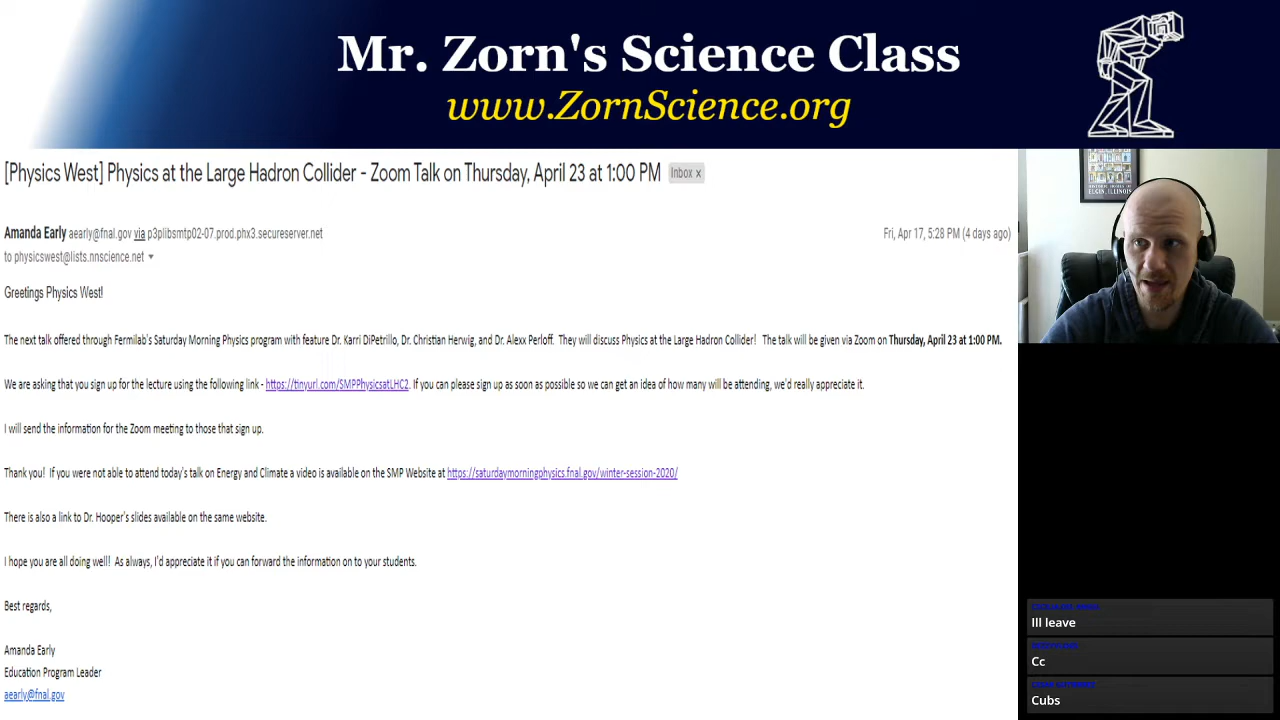 Mr. Zorn's Science Class
www.ZornScience.org
[Physics West] Physics at the Large Hadron Collider - Zoom Talk on Thursday, April 23 at 1:00 PM Inbox x
Amanda Early aearly@fnal.gov via p3plibsmtp02-07.prod.phx3.secureserver.net Fri, Apr 17, 5:28 PM (4 days ago)
to physicswest@lists.nnscience.net
Greetings Physics West!
The next talk offered through Fermilab's Saturday Morning Physics program with feature Dr. Karri DiPetrillo, Dr. Christian Herwig, and Dr. Alexx Perloff. They will discuss Physics at the Large Hadron Collider! The talk will be given via Zoom on Thursday, April 23 at 1:00 PM.
We are asking that you sign up for the lecture using the following link - https://tinyurl.com/SMPPhysicsatLHC2. If you can please sign up as soon as possible so we can get an idea of how many will be attending, we'd really appreciate it.
I will send the information for the Zoom meeting to those that sign up.
Thank you! If you were not able to attend today's talk on Energy and Climate a video is available on the SMP Website at https://saturdaymorningphysics.fnal.gov/winter-session-2020/
There is also a link to Dr. Hooper's slides available on the same website.
I hope you are all doing well! As always, I'd appreciate it if you can forward the information on to your students.
Best regards,
Amanda Early
Education Program Leader
aearly@fnal.gov
ELGIN, ILLINOIS
Ill leave
Cc
Cubs